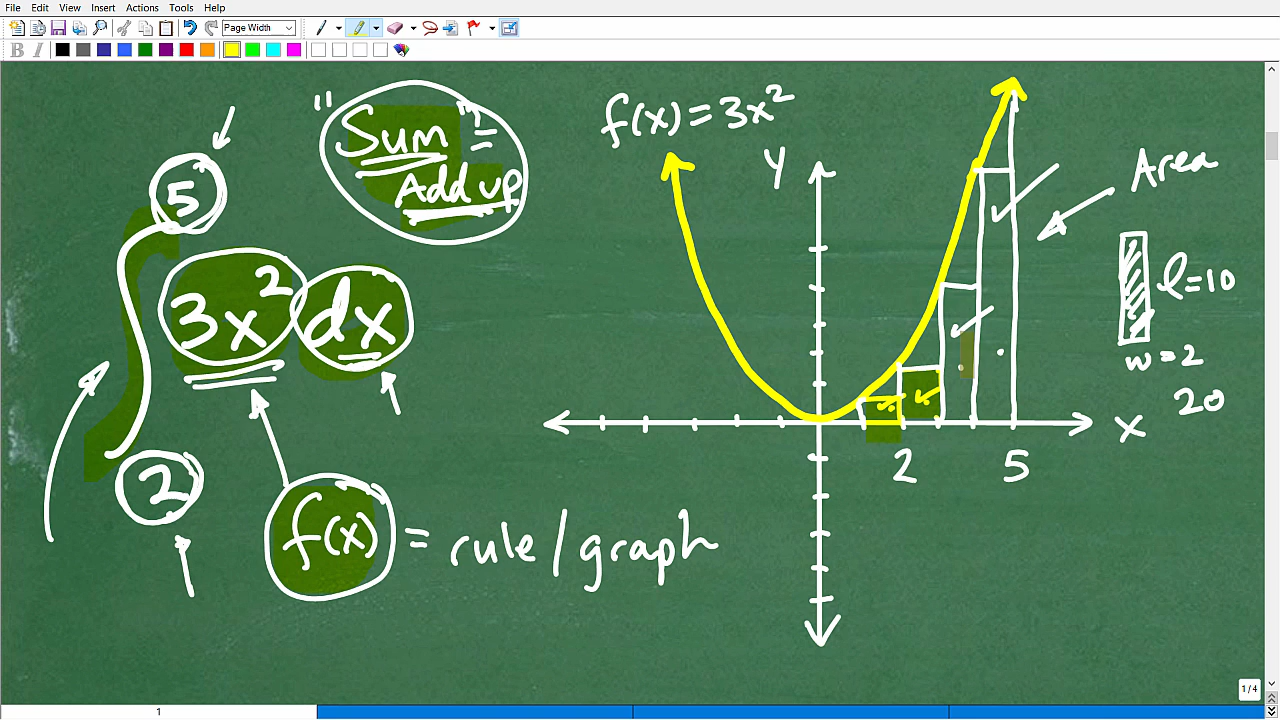 File Edit View Insert Actions Tools Help
Page Width
B I
"Sum" =
Add up
5
3x² dx
2
f(x) = rule/graph
f(x) = 3x²
Y
Area
l=10
w=2
20
X
2 5
1/4
1